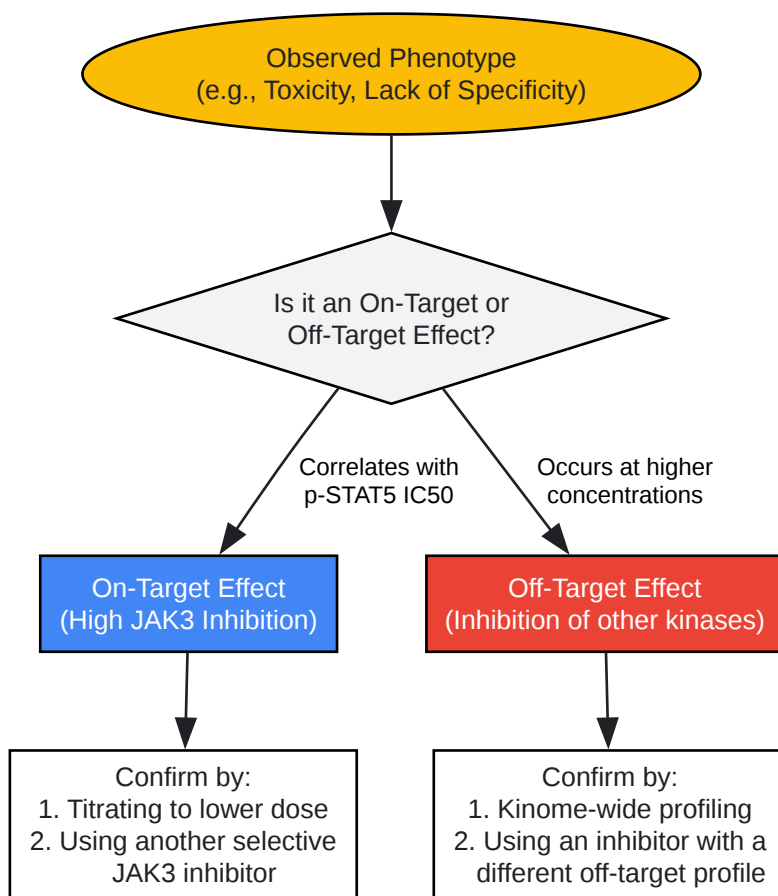 Observed Phenotype
(e.g., Toxicity, Lack of Specificity)
Is it an On-Target or
Off-Target Effect?
Correlates with
p-STAT5 IC50
Occurs at higher
concentrations
On-Target Effect
(High JAK3 Inhibition)
Off-Target Effect
(Inhibition of other kinases)
Confirm by:
1. Titrating to lower dose
2. Using another selective
JAK3 inhibitor
Confirm by:
1. Kinome-wide profiling
2. Using an inhibitor with a
different off-target profile